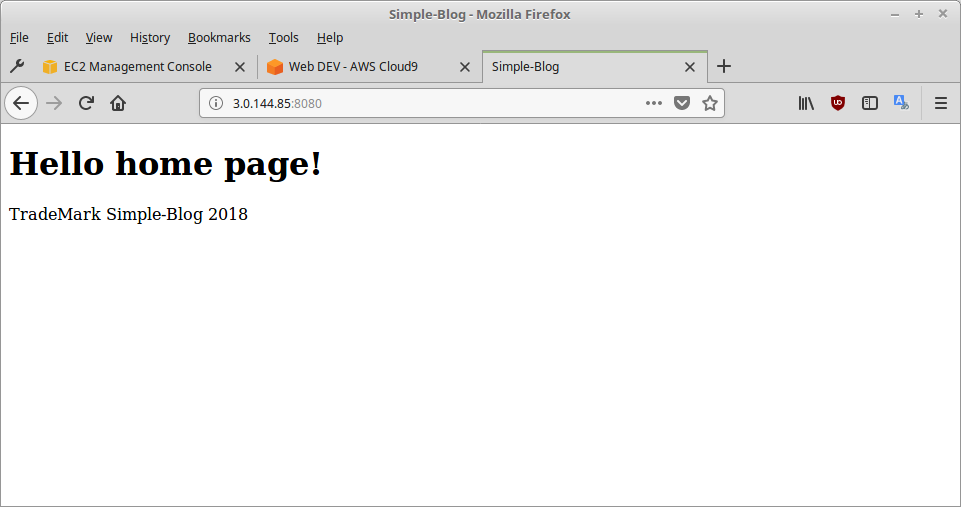 Simple-Blog - Mozilla Firefox
File Edit View History Bookmarks Tools Help
EC2 Management Console Web DEV - AWS Cloud9 Simple-Blog
3.0.144.85:8080
Hello home page!
TradeMark Simple-Blog 2018